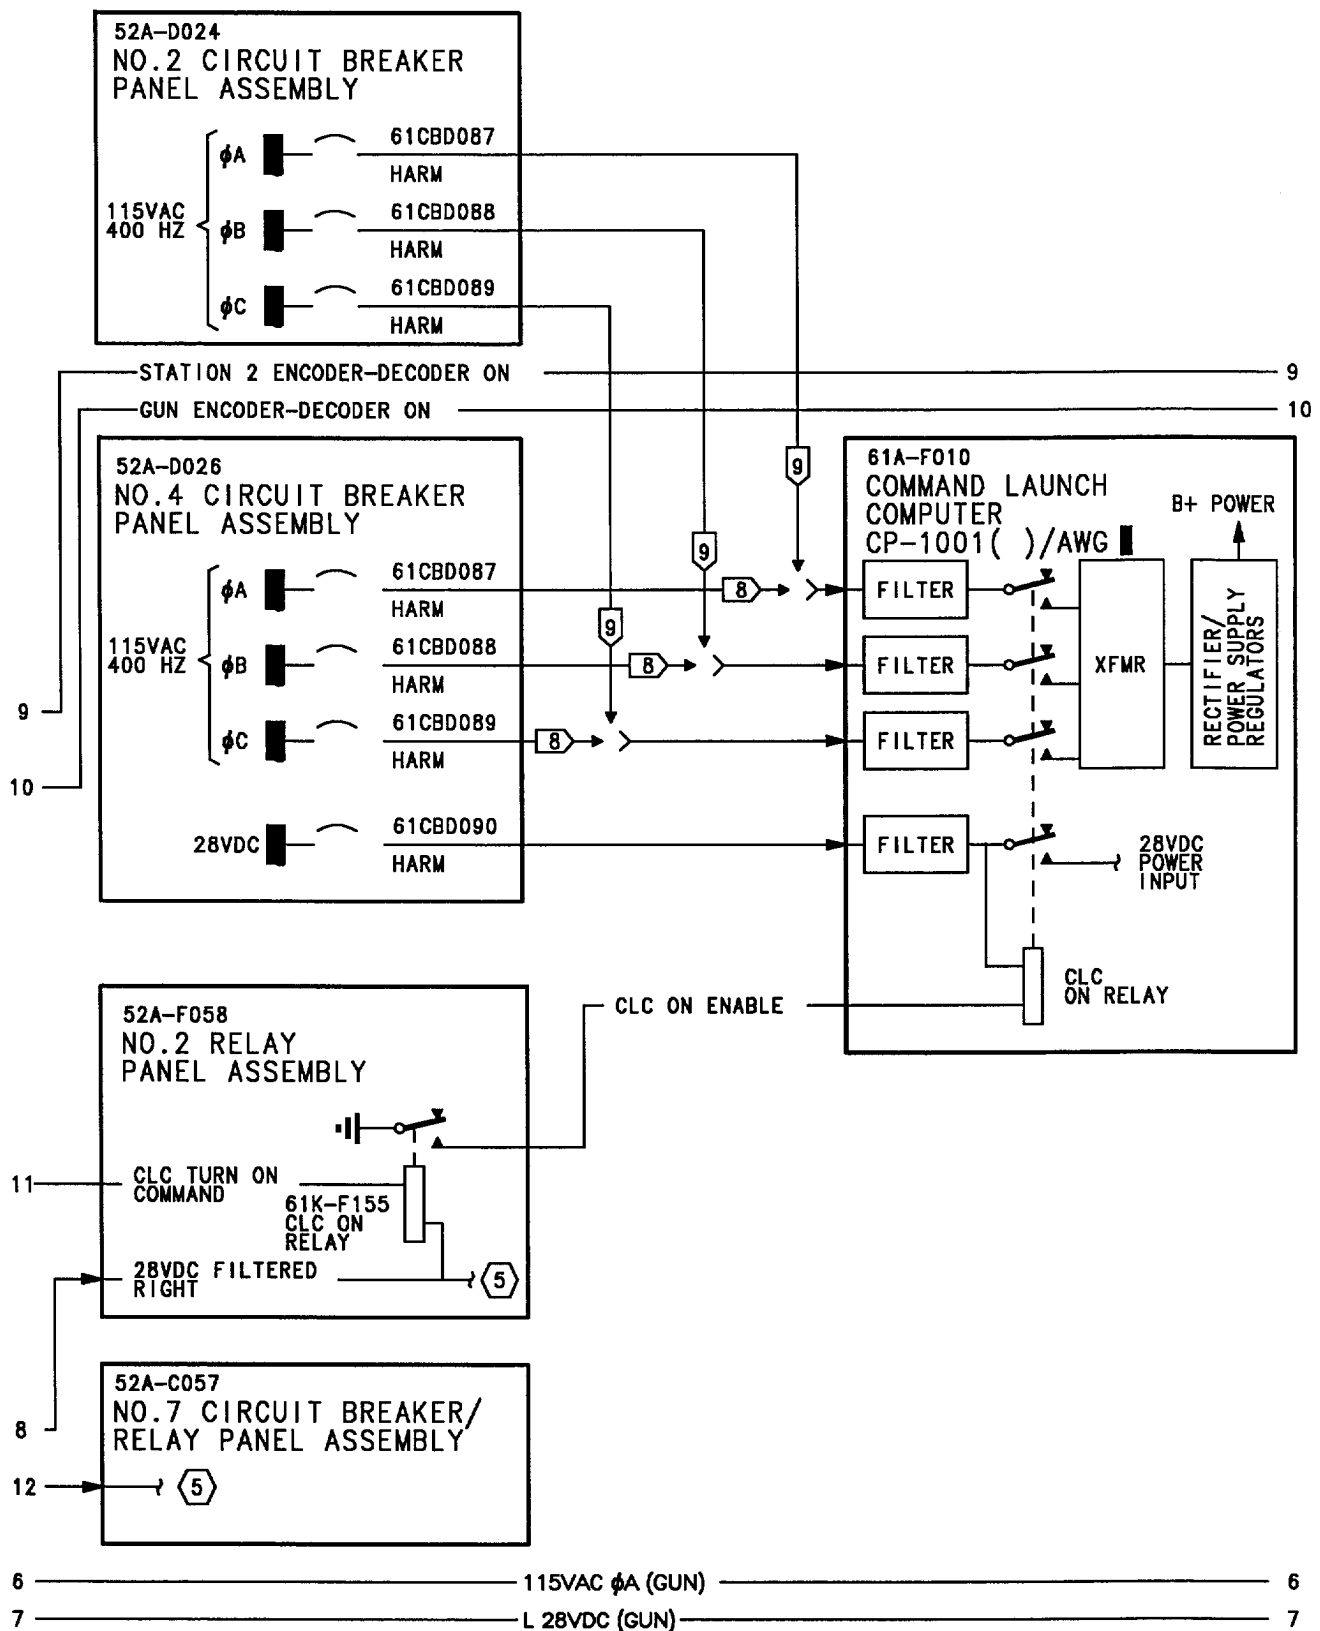 52A-D024
NO.2 CIRCUIT BREAKER
PANEL ASSEMBLY
115VAC
400 HZ
ϕA
61CBD087
HARM
ϕB
61CBD088
HARM
ϕC
61CBD089
HARM
STATION 2 ENCODER-DECODER ON
9
GUN ENCODER-DECODER ON
10
52A-D026
NO.4 CIRCUIT BREAKER
PANEL ASSEMBLY
115VAC
400 HZ
ϕA
61CBD087
HARM
8
9
ϕB
61CBD088
HARM
8
9
ϕC
61CBD089
HARM
8
9
28VDC
61CBD090
HARM
9
10
61A-F010
COMMAND LAUNCH
COMPUTER
CP-1001( )/AWG
B+ POWER
FILTER
FILTER
FILTER
FILTER
XFMR
RECTIFIER/
POWER SUPPLY
REGULATORS
28VDC
POWER
INPUT
CLC
ON RELAY
CLC ON ENABLE
52A-F058
NO.2 RELAY
PANEL ASSEMBLY
11
CLC TURN ON
COMMAND
61K-F155
CLC ON
RELAY
28VDC FILTERED
RIGHT
5
8
52A-C057
NO.7 CIRCUIT BREAKER/
RELAY PANEL ASSEMBLY
12
5
6 115VAC ϕA (GUN) 6
7 L 28VDC (GUN) 7